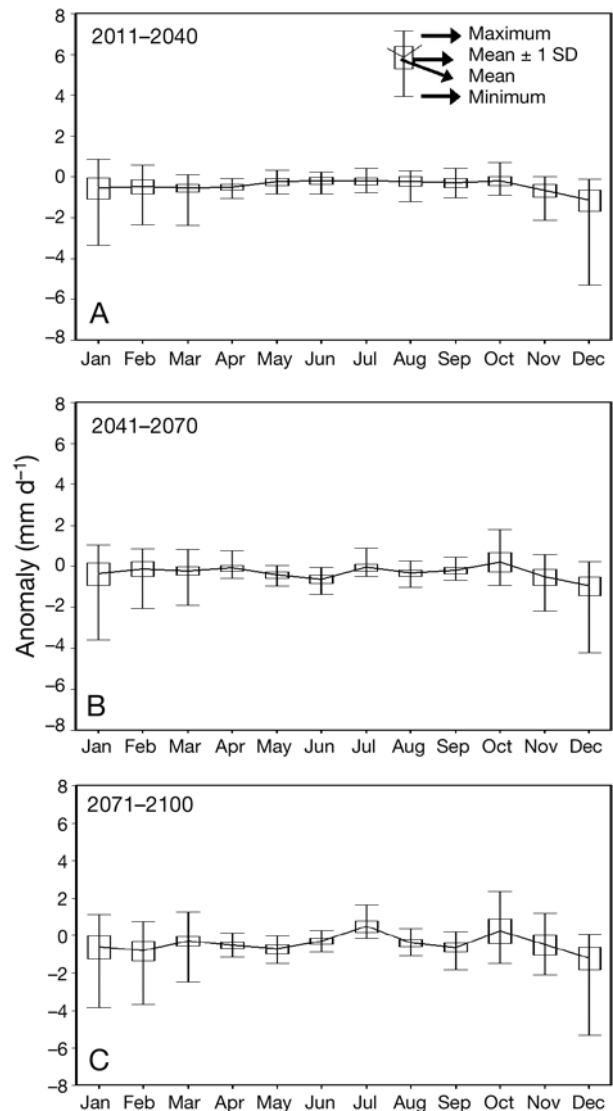 8
2011–2040
Maximum
6
Mean ± 1 SD
Mean
4
Minimum
2
0
–2
–4
–6
A
–8
Jan Feb Mar Apr May Jun Jul Aug Sep Oct Nov Dec
8
2041–2070
6
4
2
0
–2
–4
–6
B
–8
Jan Feb Mar Apr May Jun Jul Aug Sep Oct Nov Dec
Anomaly (mm d⁻¹)
8
2071–2100
6
4
2
0
–2
–4
–6
C
–8
Jan Feb Mar Apr May Jun Jul Aug Sep Oct Nov Dec